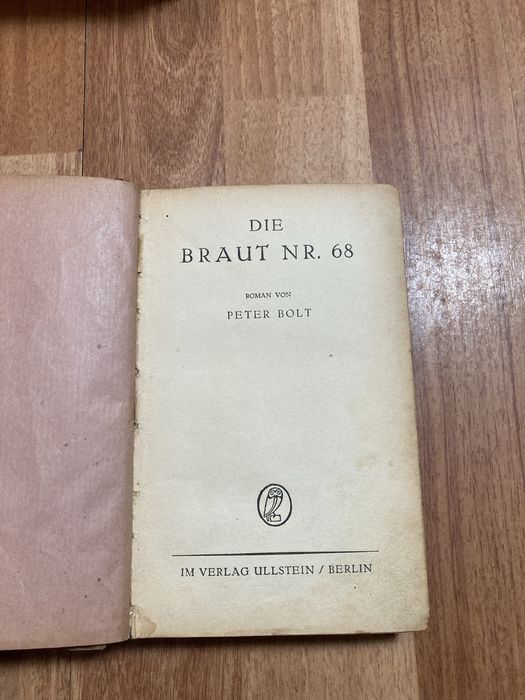 DIE
BRAUT NR. 68
ROMAN VON
PETER BOLT
IM VERLAG ULLSTEIN / BERLIN